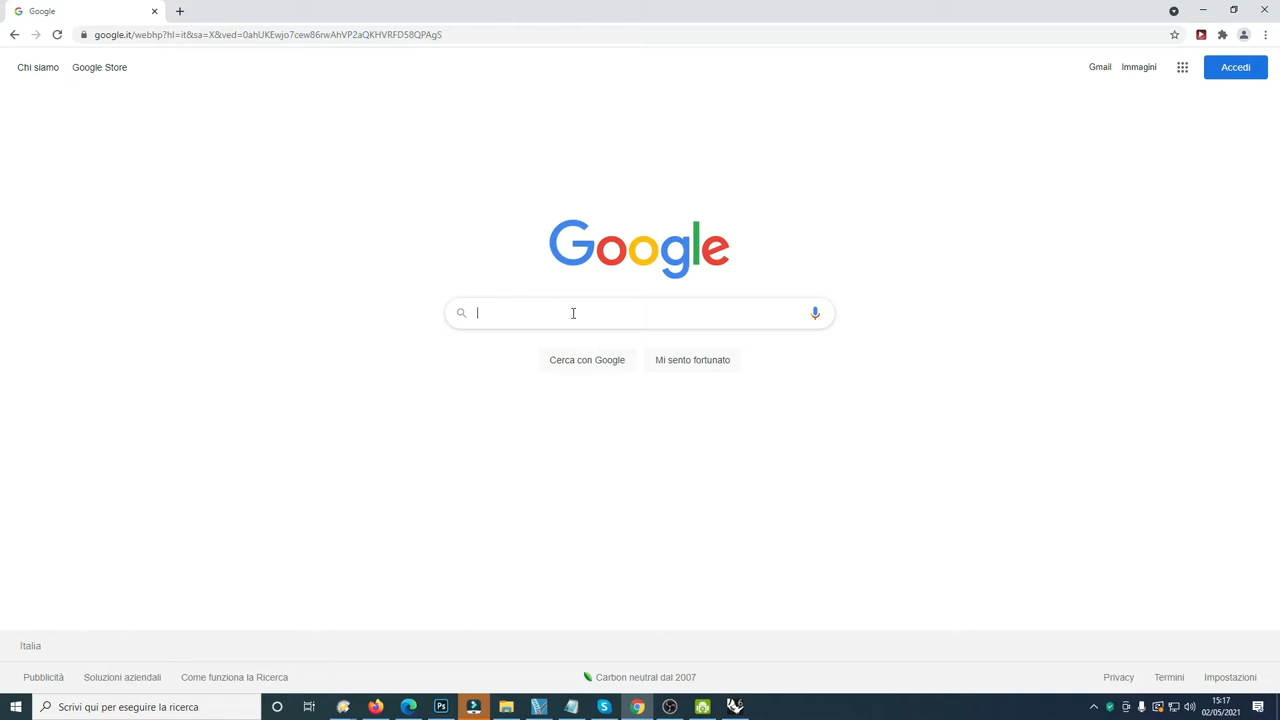 Google
google.it/webhp?hl=it&sa=X&ved=0ahUKEwjo7cew86rwAhVP2aQKHVRFD58QPAgS
Chi siamo Google Store Gmail Immagini Accedi
Google
Cerca con Google Mi sento fortunato
Italia
Pubblicità Soluzioni aziendali Come funziona la Ricerca Carbon neutral dal 2007 Privacy Termini Impostazioni
Scrivi qui per eseguire la ricerca
Ps
15:17
02/05/2021